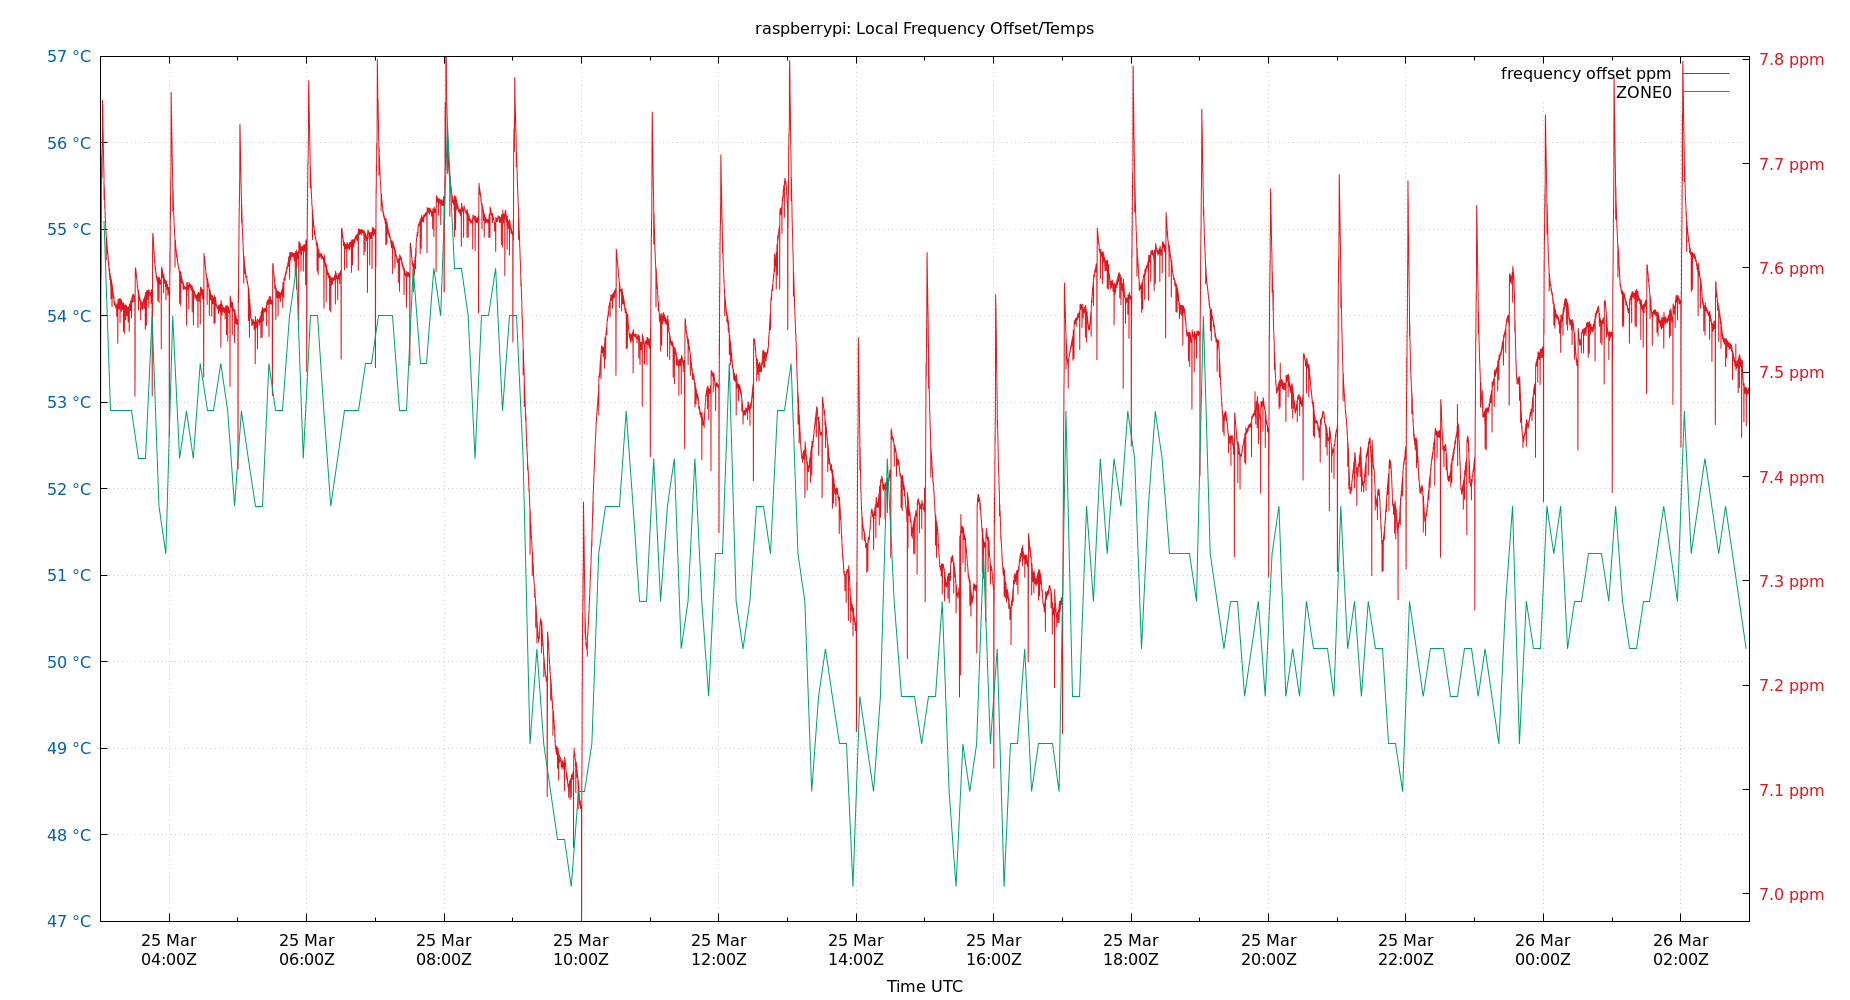 raspberrypi: Local Frequency Offset/Temps
57 °C
56 °C
55 °C
54 °C
53 °C
52 °C
51 °C
50 °C
49 °C
48 °C
47 °C
frequency offset ppm
ZONE0
7.8 ppm
7.7 ppm
7.6 ppm
7.5 ppm
7.4 ppm
7.3 ppm
7.2 ppm
7.1 ppm
7.0 ppm
25 Mar 25 Mar 25 Mar 25 Mar 25 Mar 25 Mar 25 Mar 25 Mar 25 Mar 25 Mar 26 Mar 26 Mar
04:00Z 06:00Z 08:00Z 10:00Z 12:00Z 14:00Z 16:00Z 18:00Z 20:00Z 22:00Z 00:00Z 02:00Z
Time UTC